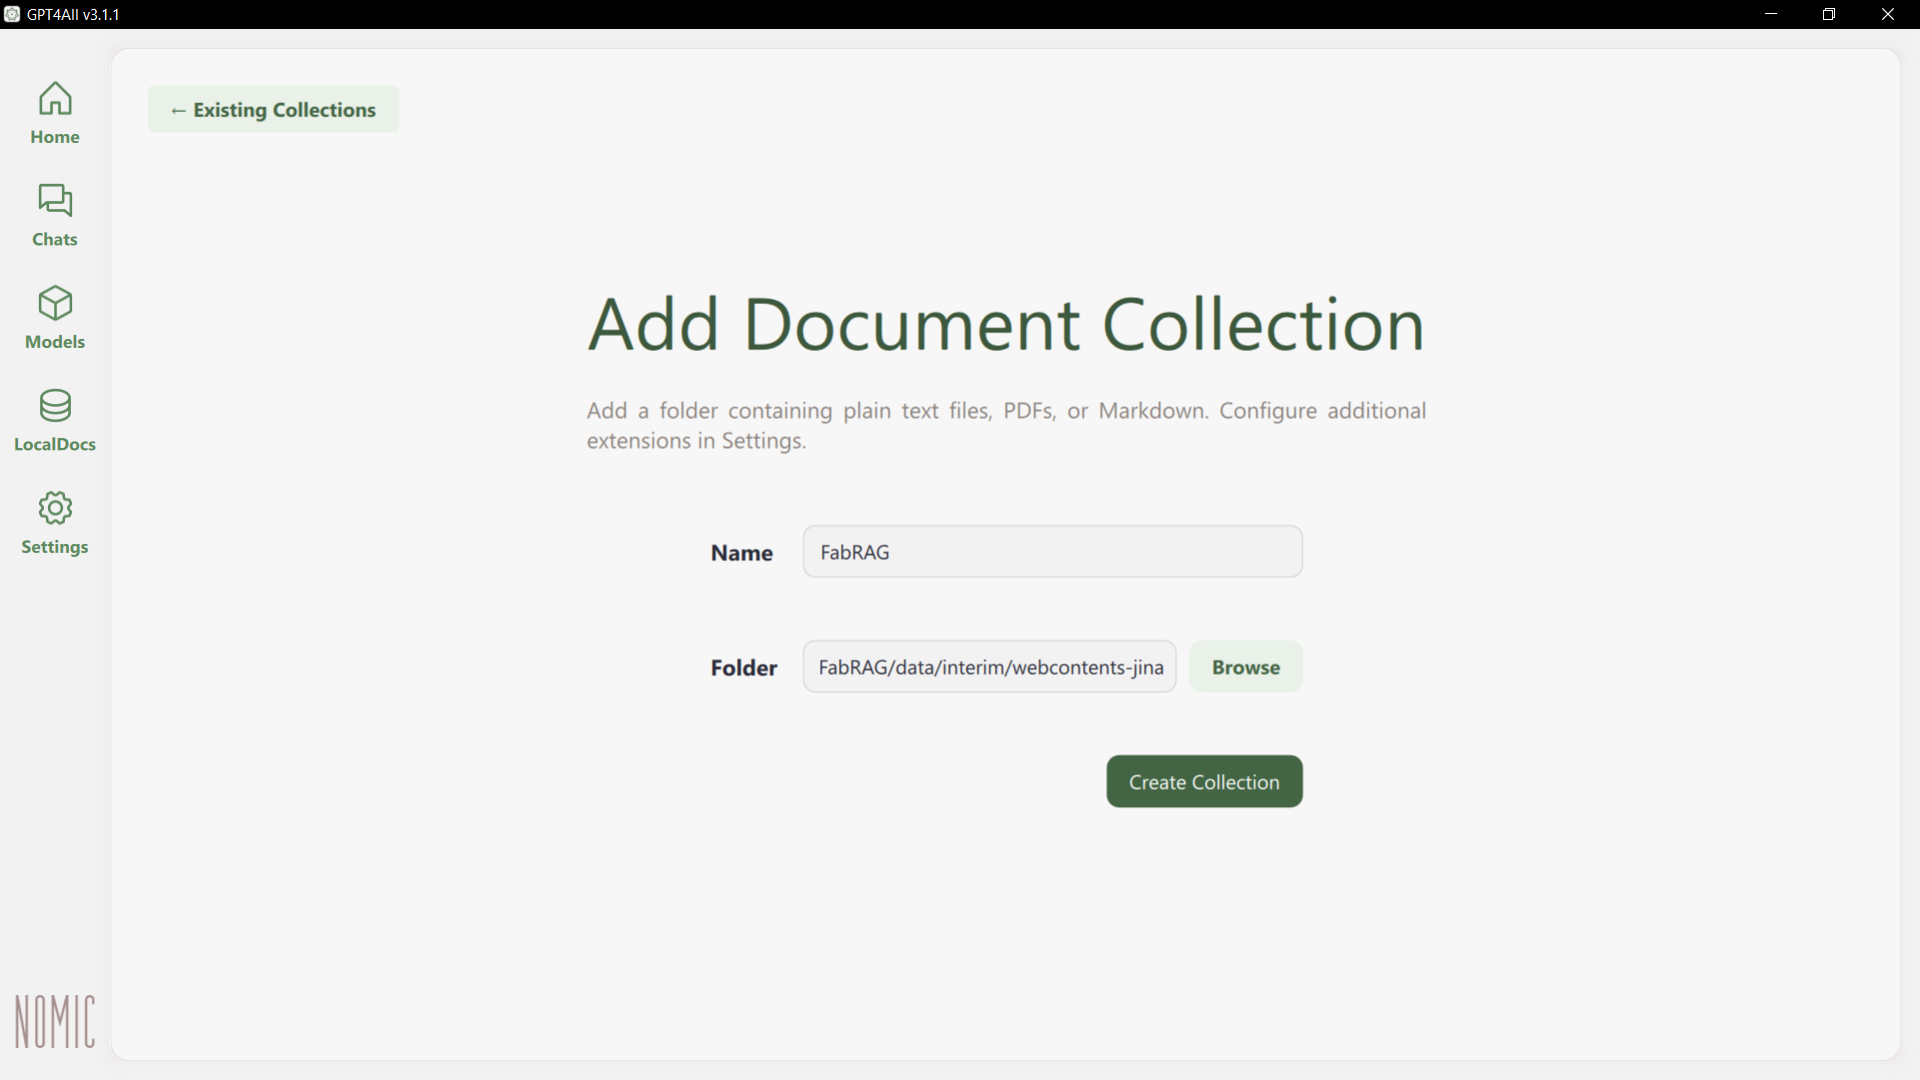 GPT4All v3.1.1
Home
Chats
Models
LocalDocs
Settings
NOMIC
← Existing Collections
Add Document Collection
Add a folder containing plain text files, PDFs, or Markdown. Configure additional
extensions in Settings.
Name FabRAG
Folder FabRAG/data/interim/webcontents-jina Browse
Create Collection